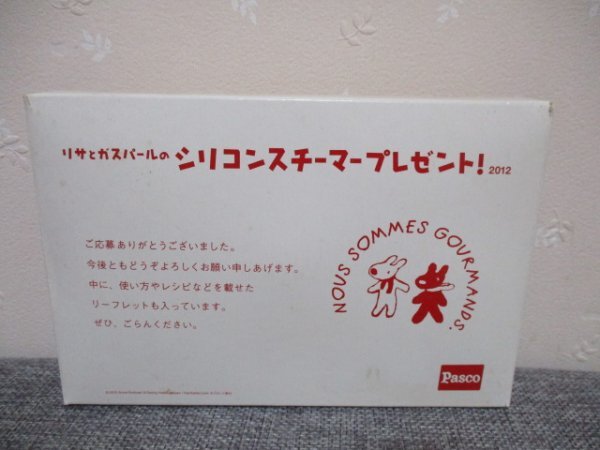 リサとガスパールの シリコンスチーマープレゼント! 2012
ご応募ありがとうございました。
今後ともどうぞよろしくお願い申しあげます。
中に、使い方やレシピなどを載せた
リーフレットも入っています。
ぜひ、ごらんください。
NOUS SOMMES GOURMANDS.
Pasco